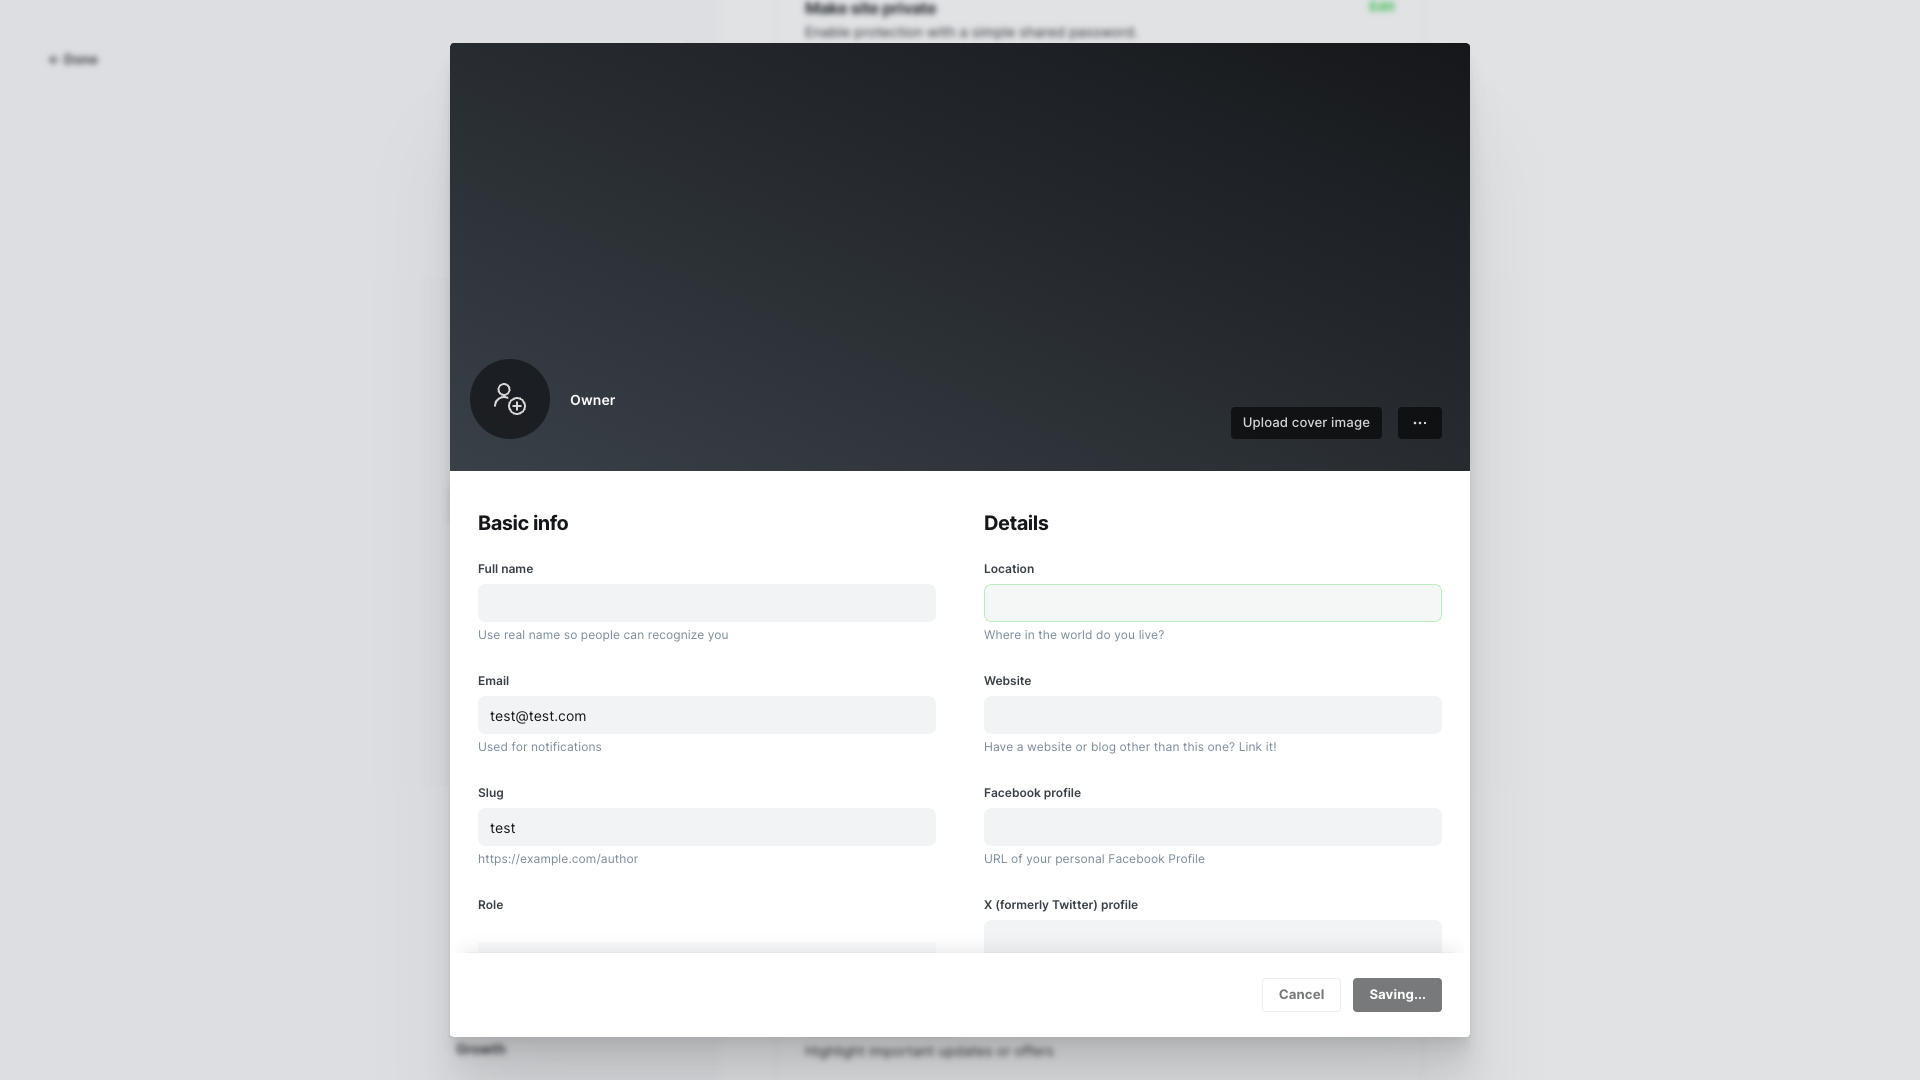 Make site private
Edit
Enable protection with a simple shared password.
← Done
Owner
Upload cover image
Basic info
Full name
Use real name so people can recognize you
Email
test@test.com
Used for notifications
Slug
test
https://example.com/author
Role
Details
Location
Where in the world do you live?
Website
Have a website or blog other than this one? Link it!
Facebook profile
URL of your personal Facebook Profile
X (formerly Twitter) profile
Cancel
Saving...
Growth
Highlight important updates or offers